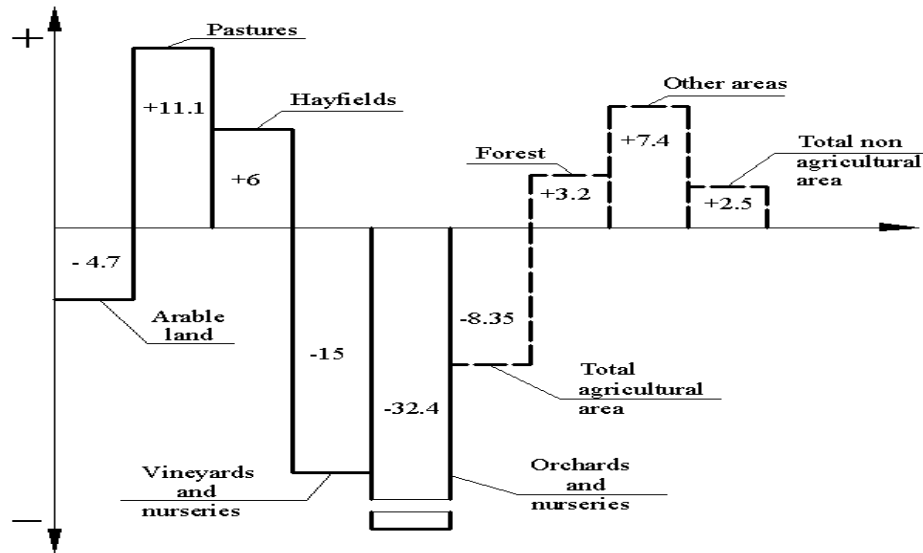 +
Pastures
+11.1
Hayfields
+6
Forest
+3.2
Other areas
+7.4
Total non
agricultural
area
+2.5
- 4.7
Arable
land
-15
-32.4
-8.35
Total
agricultural
area
Vineyards
and
nurseries
Orchards
and
nurseries
−